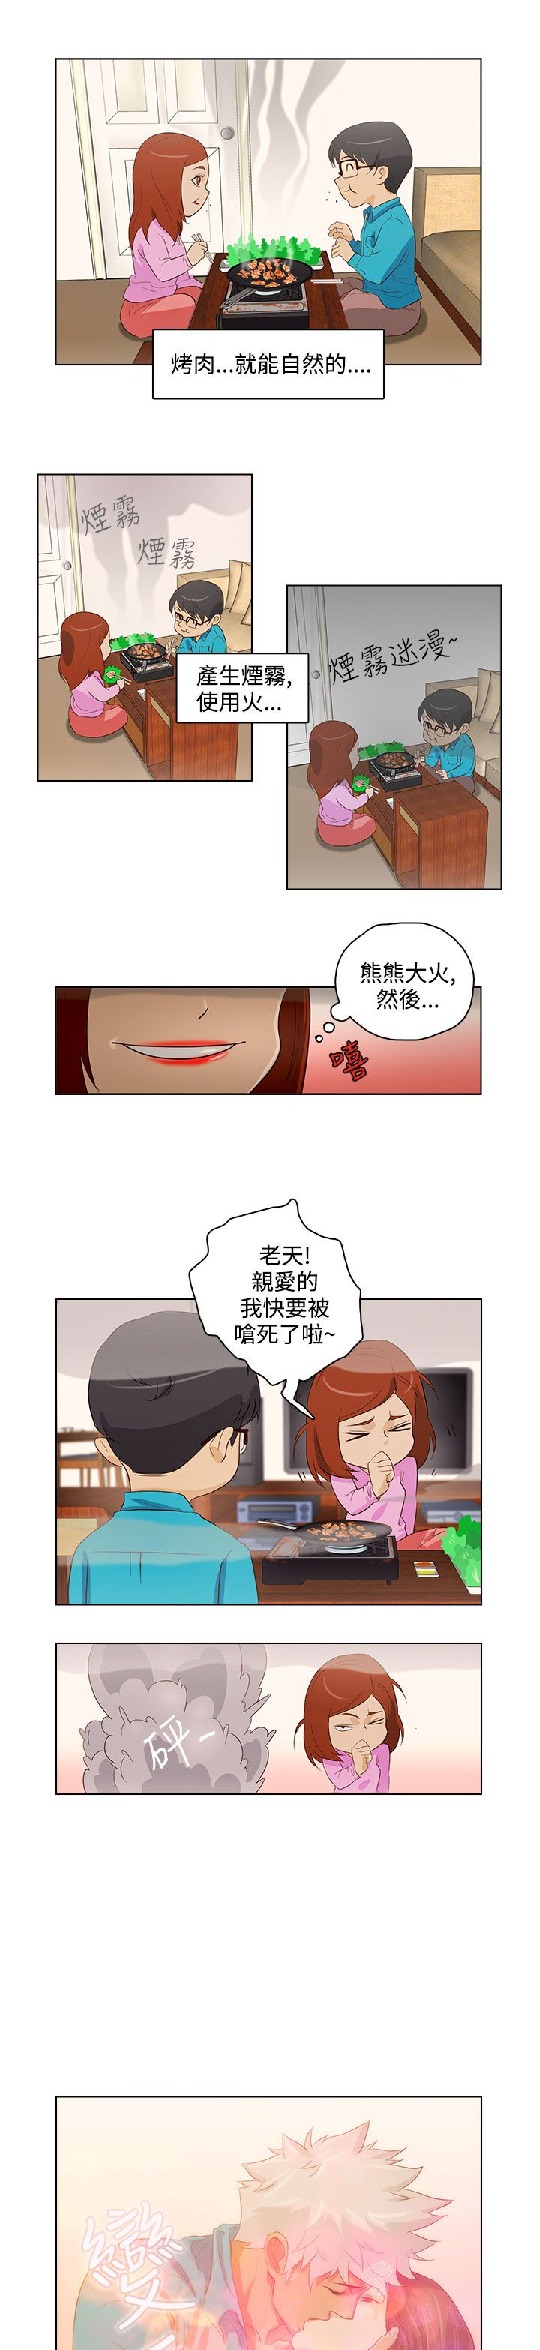 烤肉...就能自然的....
煙霧
煙霧
產生煙霧,
使用火...
煙霧迷漫~
熊熊大火,
然後...
嘻
老天!
親愛的
我快要被
嗆死了啦~
砰~
變